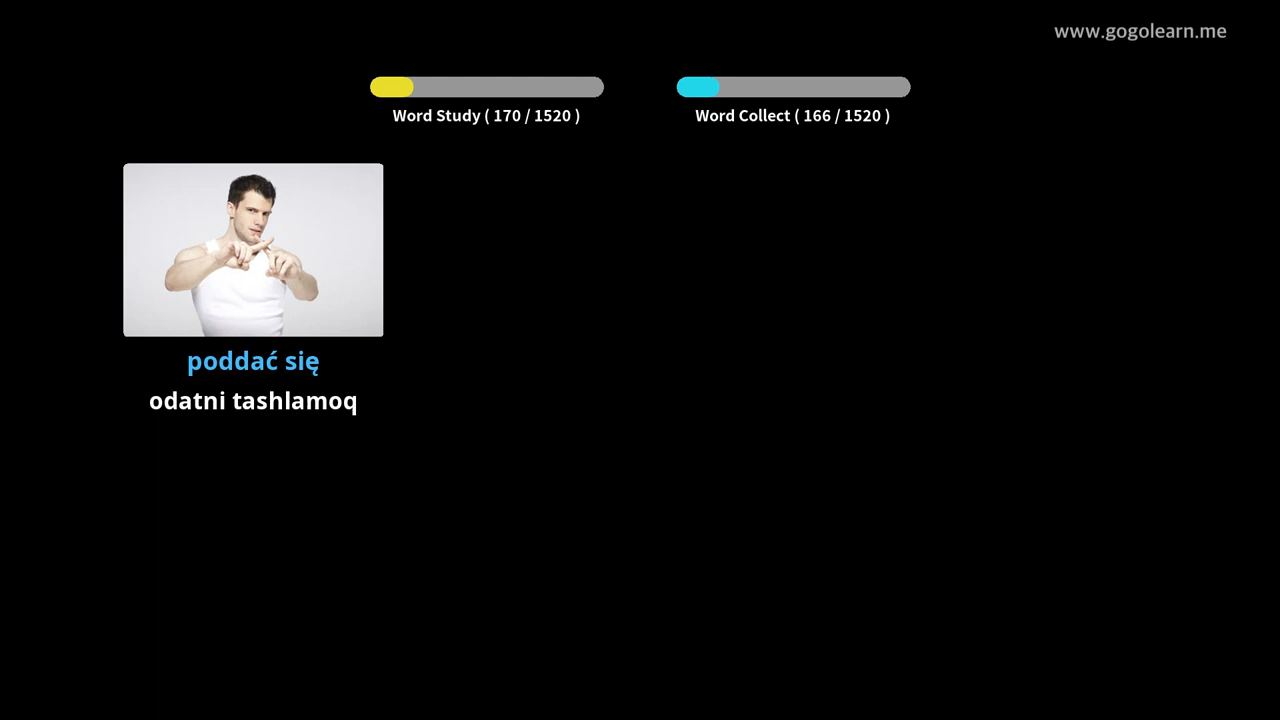 www.gogolearn.me
Word Study ( 170 / 1520 )
Word Collect ( 166 / 1520 )
poddać się
odatni tashlamoq